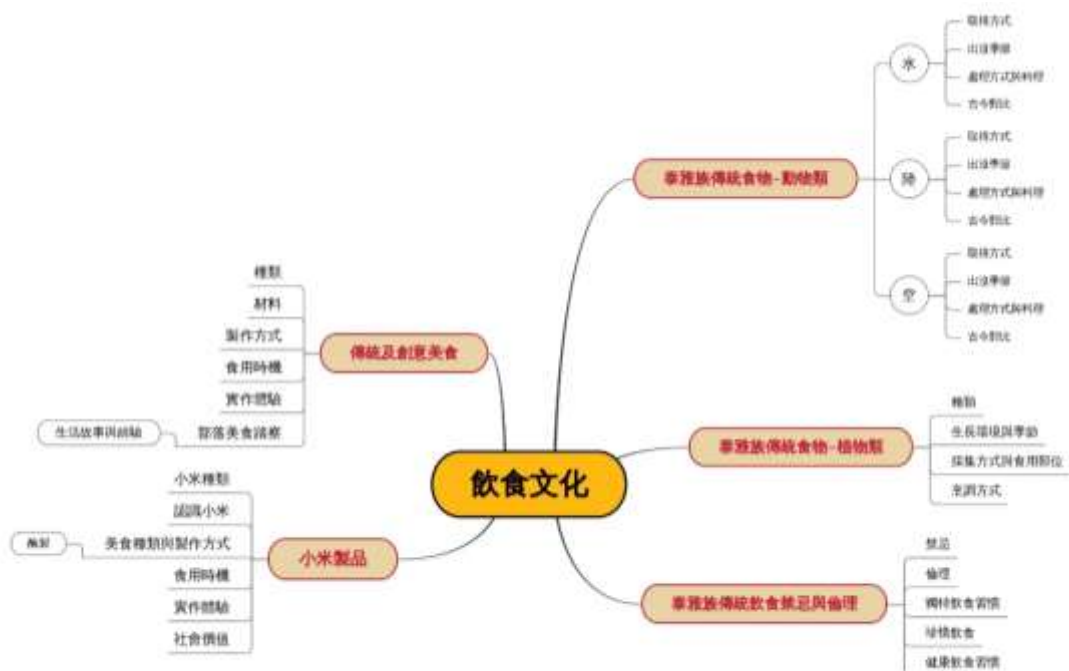 飲食文化
泰雅族傳統食物-動物類
水
取得方式
出沒季節
處理方式與料理
古今對比
陸
取得方式
出沒季節
處理方式與料理
古今對比
空
取得方式
出沒季節
處理方式與料理
古今對比
泰雅族傳統食物-植物類
種類
生長環境與季節
採集方式與食用部位
烹調方式
泰雅族傳統飲食禁忌與倫理
禁忌
倫理
獨特飲食習慣
珍惜飲食
健康飲食習慣
傳統及創意美食
種類
材料
製作方式
食用時機
實作體驗
部落美食踏察
生活故事與經驗
小米製品
小米種類
認識小米
美食種類與製作方式
食用時機
實作體驗
社會價值